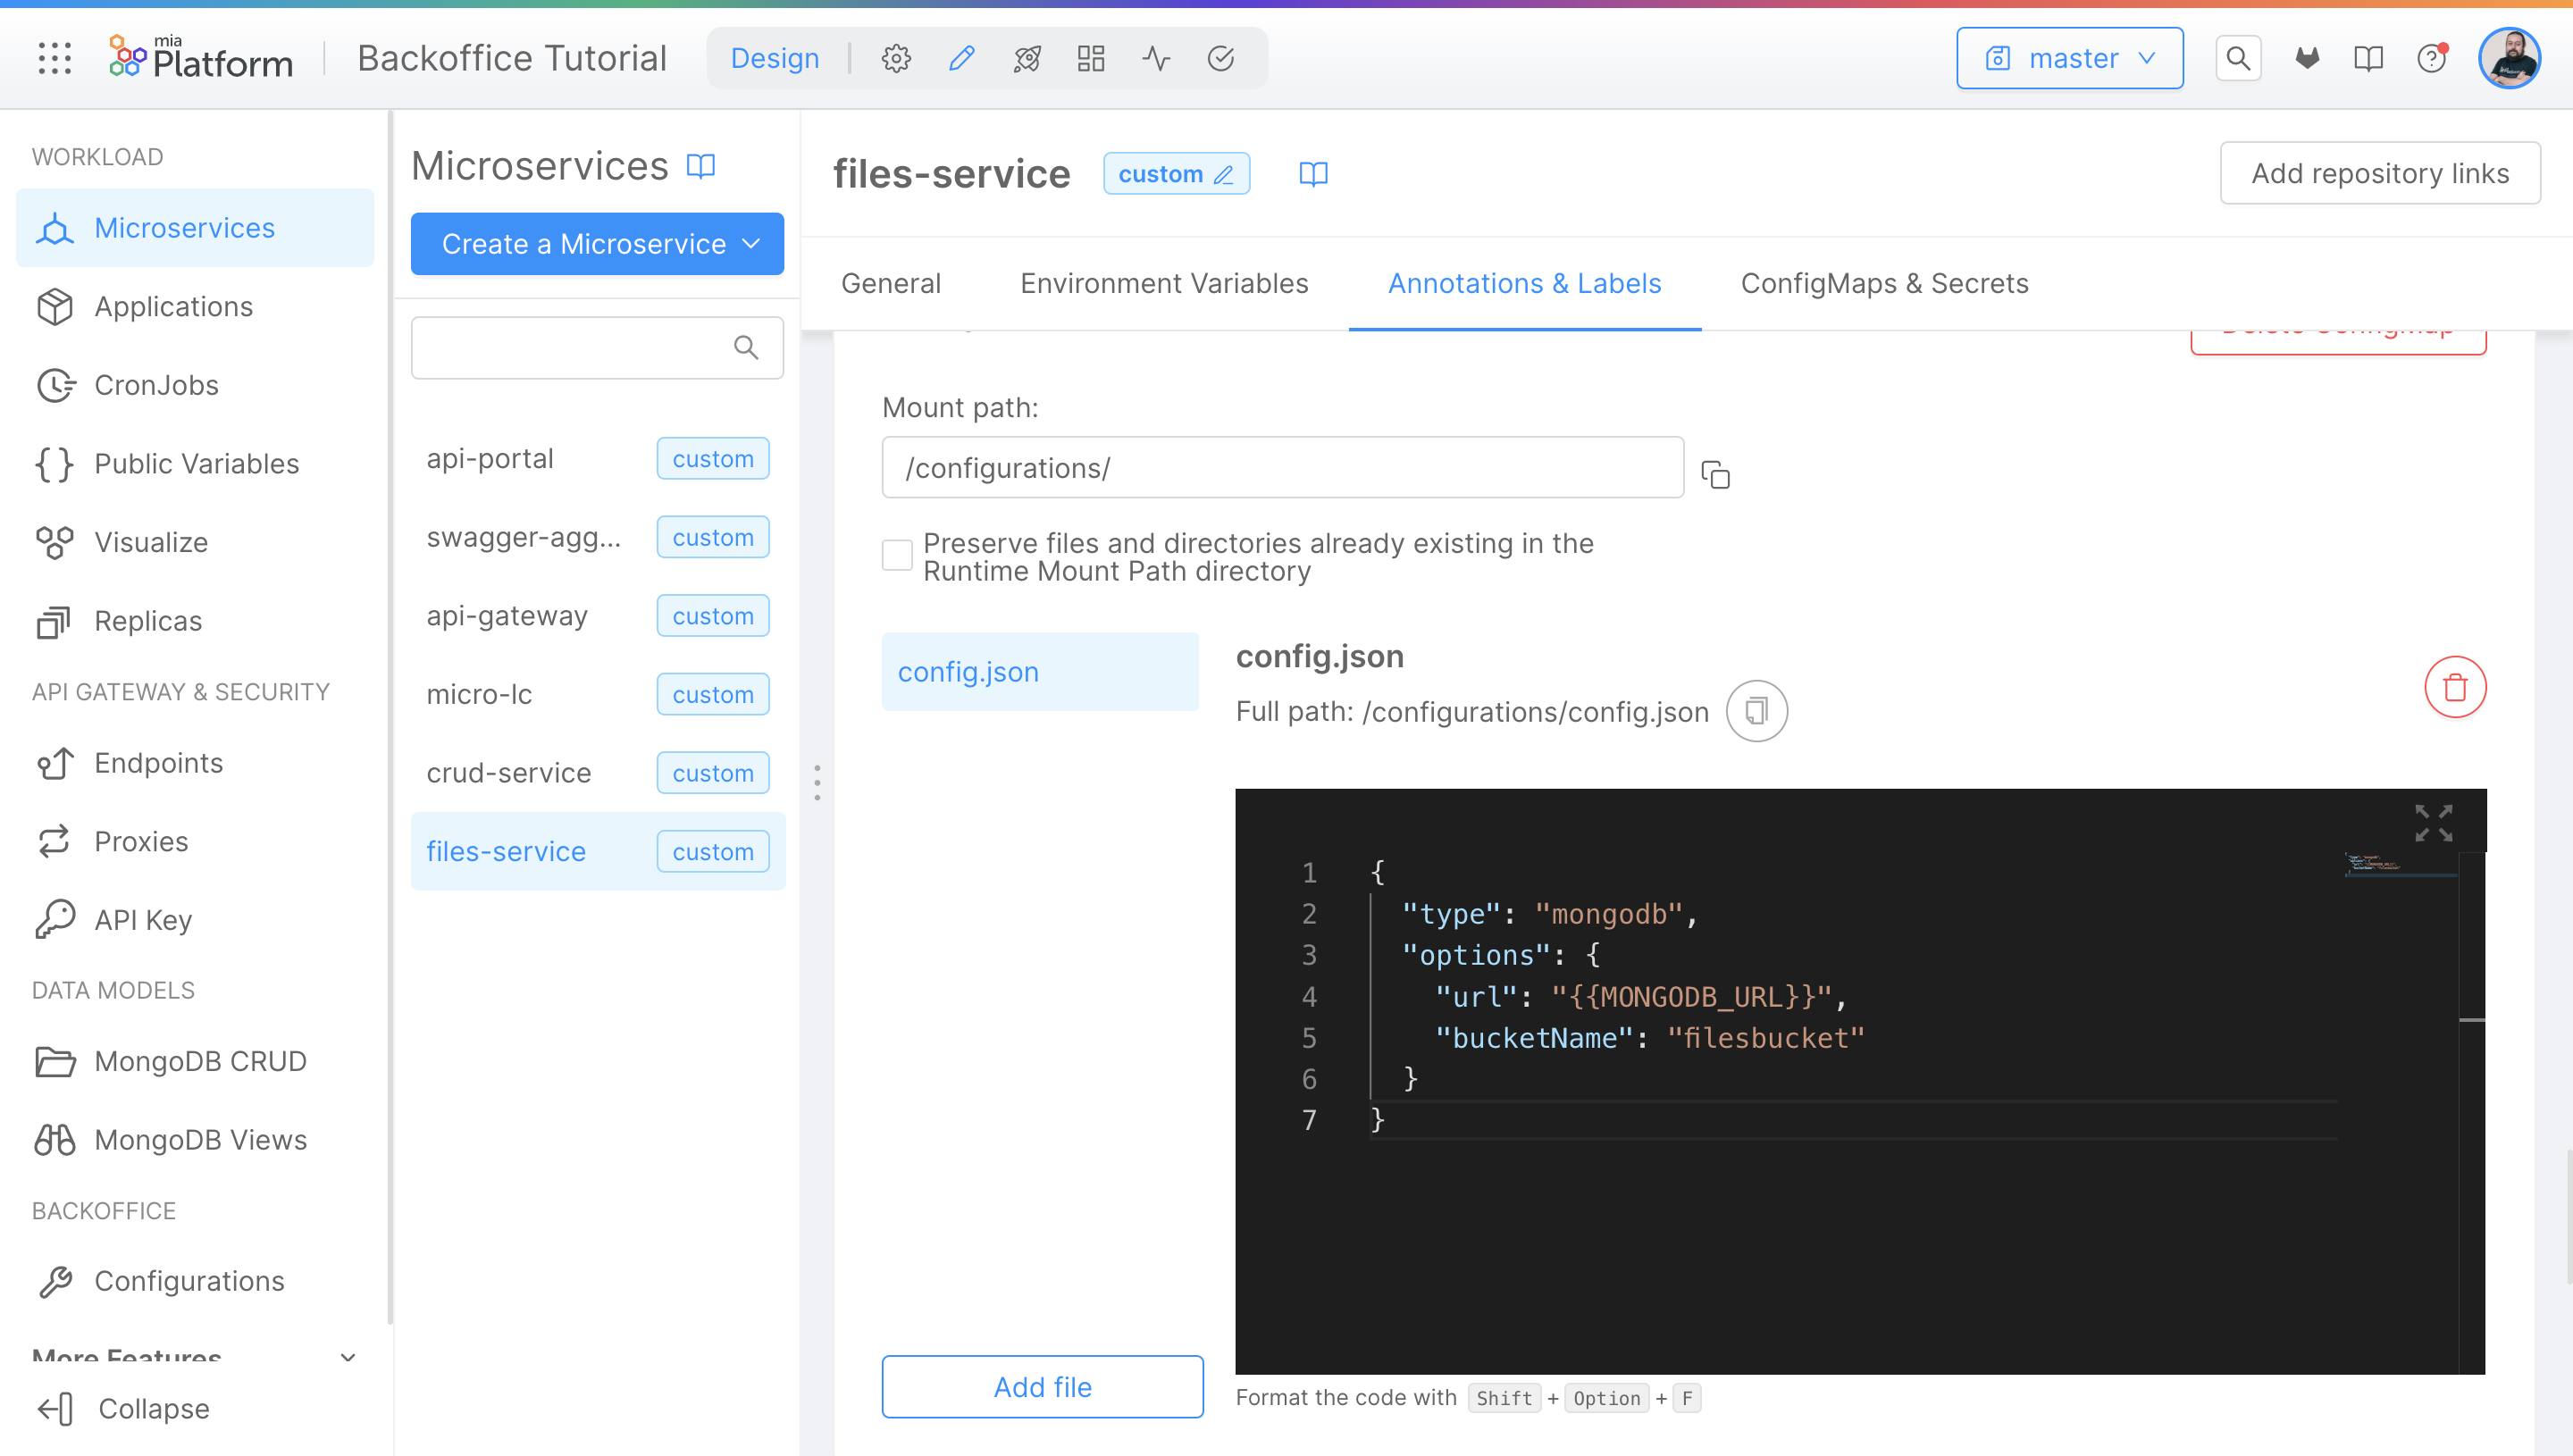 mia
Platform
Backoffice Tutorial
Design
master
WORKLOAD
Microservices
Applications
CronJobs
Public Variables
Visualize
Replicas
API GATEWAY & SECURITY
Endpoints
Proxies
API Key
DATA MODELS
MongoDB CRUD
MongoDB Views
BACKOFFICE
Configurations
More Features
Collapse
Microservices
Create a Microservice
api-portal custom
swagger-agg... custom
api-gateway custom
micro-lc custom
crud-service custom
files-service custom
files-service custom
Add repository links
General Environment Variables Annotations & Labels ConfigMaps & Secrets
Delete ConfigMap
Mount path:
/configurations/
Preserve files and directories already existing in the
Runtime Mount Path directory
config.json
config.json
Full path: /configurations/config.json
1 {
2 "type": "mongodb",
3 "options": {
4 "url": "{{MONGODB_URL}}",
5 "bucketName": "filesbucket"
6 }
7 }
Add file
Format the code with Shift + Option + F